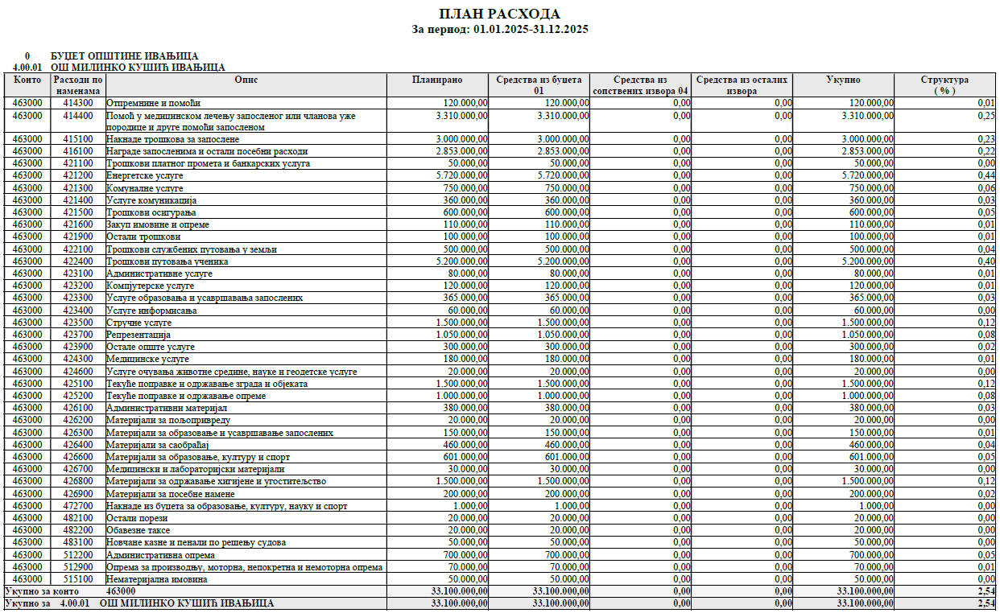 ПЛАН РАСХОДА
За период: 01.01.2025-31.12.2025
0 БУЏЕТ ОПШТИНЕ ИВАЊИЦА
4.00.01 ОШ МИЛИНКО КУШИЋ ИВАЊИЦА
Конто Расходи по Опис Планирано Средства из буџета Средства из Средства из осталих Укупно Структура
наменама 01 сопствених извора 04 извора ( % )
463000 414300 Отпремнине и помоћи 120.000,00 120.000,00 0,00 0,00 120.000,00 0,01
463000 414400 Помоћ у медицинском лечењу запосленог или чланова уже 3.310.000,00 3.310.000,00 0,00 0,00 3.310.000,00 0,25
породице и друге помоћи запосленом
463000 415100 Накнаде трошкова за запослене 3.000.000,00 3.000.000,00 0,00 0,00 3.000.000,00 0,23
463000 416100 Награде запосленима и остали посебни расходи 2.853.000,00 2.853.000,00 0,00 0,00 2.853.000,00 0,22
463000 421100 Трошкови платног промета и банкарских услуга 50.000,00 50.000,00 0,00 0,00 50.000,00 0,00
463000 421200 Енергетске услуге 5.720.000,00 5.720.000,00 0,00 0,00 5.720.000,00 0,44
463000 421300 Комуналне услуге 750.000,00 750.000,00 0,00 0,00 750.000,00 0,06
463000 421400 Услуге комуникација 360.000,00 360.000,00 0,00 0,00 360.000,00 0,03
463000 421500 Трошкови осигурања 600.000,00 600.000,00 0,00 0,00 600.000,00 0,05
463000 421600 Закуп имовине и опреме 110.000,00 110.000,00 0,00 0,00 110.000,00 0,01
463000 421900 Остали трошкови 100.000,00 100.000,00 0,00 0,00 100.000,00 0,01
463000 422100 Трошкови службених путовања у земљи 500.000,00 500.000,00 0,00 0,00 500.000,00 0,04
463000 422400 Трошкови путовања ученика 5.200.000,00 5.200.000,00 0,00 0,00 5.200.000,00 0,40
463000 423100 Административне услуге 80.000,00 80.000,00 0,00 0,00 80.000,00 0,01
463000 423200 Компјутерске услуге 120.000,00 120.000,00 0,00 0,00 120.000,00 0,01
463000 423300 Услуге образовања и усавршавања запослених 365.000,00 365.000,00 0,00 0,00 365.000,00 0,03
463000 423400 Услуге информисања 60.000,00 60.000,00 0,00 0,00 60.000,00 0,00
463000 423500 Стручне услуге 1.500.000,00 1.500.000,00 0,00 0,00 1.500.000,00 0,12
463000 423700 Репрезентација 1.050.000,00 1.050.000,00 0,00 0,00 1.050.000,00 0,08
463000 423900 Остале опште услуге 300.000,00 300.000,00 0,00 0,00 300.000,00 0,02
463000 424300 Медицинске услуге 180.000,00 180.000,00 0,00 0,00 180.000,00 0,01
463000 424600 Услуге очувања животне средине, науке и геодетске услуге 20.000,00 20.000,00 0,00 0,00 20.000,00 0,00
463000 425100 Текуће поправке и одржавање зграда и објеката 1.500.000,00 1.500.000,00 0,00 0,00 1.500.000,00 0,12
463000 425200 Текуће поправке и одржавање опреме 1.000.000,00 1.000.000,00 0,00 0,00 1.000.000,00 0,08
463000 426100 Административни материјал 380.000,00 380.000,00 0,00 0,00 380.000,00 0,03
463000 426200 Материјали за пољопривреду 20.000,00 20.000,00 0,00 0,00 20.000,00 0,00
463000 426300 Материјали за образовање и усавршавање запослених 150.000,00 150.000,00 0,00 0,00 150.000,00 0,01
463000 426400 Материјали за саобраћај 460.000,00 460.000,00 0,00 0,00 460.000,00 0,04
463000 426600 Материјали за образовање, културу и спорт 601.000,00 601.000,00 0,00 0,00 601.000,00 0,05
463000 426700 Медицински и лабораторијски материјали 30.000,00 30.000,00 0,00 0,00 30.000,00 0,00
463000 426800 Материјали за одржавање хигијене и угоститељство 1.500.000,00 1.500.000,00 0,00 0,00 1.500.000,00 0,12
463000 426900 Материјали за посебне намене 200.000,00 200.000,00 0,00 0,00 200.000,00 0,02
463000 472700 Накнаде из буџета за образовање, културу, науку и спорт 1.000,00 1.000,00 0,00 0,00 1.000,00 0,00
463000 482100 Остали порези 20.000,00 20.000,00 0,00 0,00 20.000,00 0,00
463000 482200 Обавезне таксе 20.000,00 20.000,00 0,00 0,00 20.000,00 0,00
463000 483100 Новчане казне и пенали по решењу судова 50.000,00 50.000,00 0,00 0,00 50.000,00 0,00
463000 512200 Административна опрема 700.000,00 700.000,00 0,00 0,00 700.000,00 0,05
463000 512900 Опрема за производњу, моторна, непокретна и немоторна опрема 70.000,00 70.000,00 0,00 0,00 70.000,00 0,01
463000 515100 Нематеријална имовина 50.000,00 50.000,00 0,00 0,00 50.000,00 0,00
Укупно за конто 463000 33.100.000,00 33.100.000,00 0,00 0,00 33.100.000,00 2,54
Укупно за 4.00.01 ОШ МИЛИНКО КУШИЋ ИВАЊИЦА 33.100.000,00 33.100.000,00 0,00 0,00 33.100.000,00 2,54